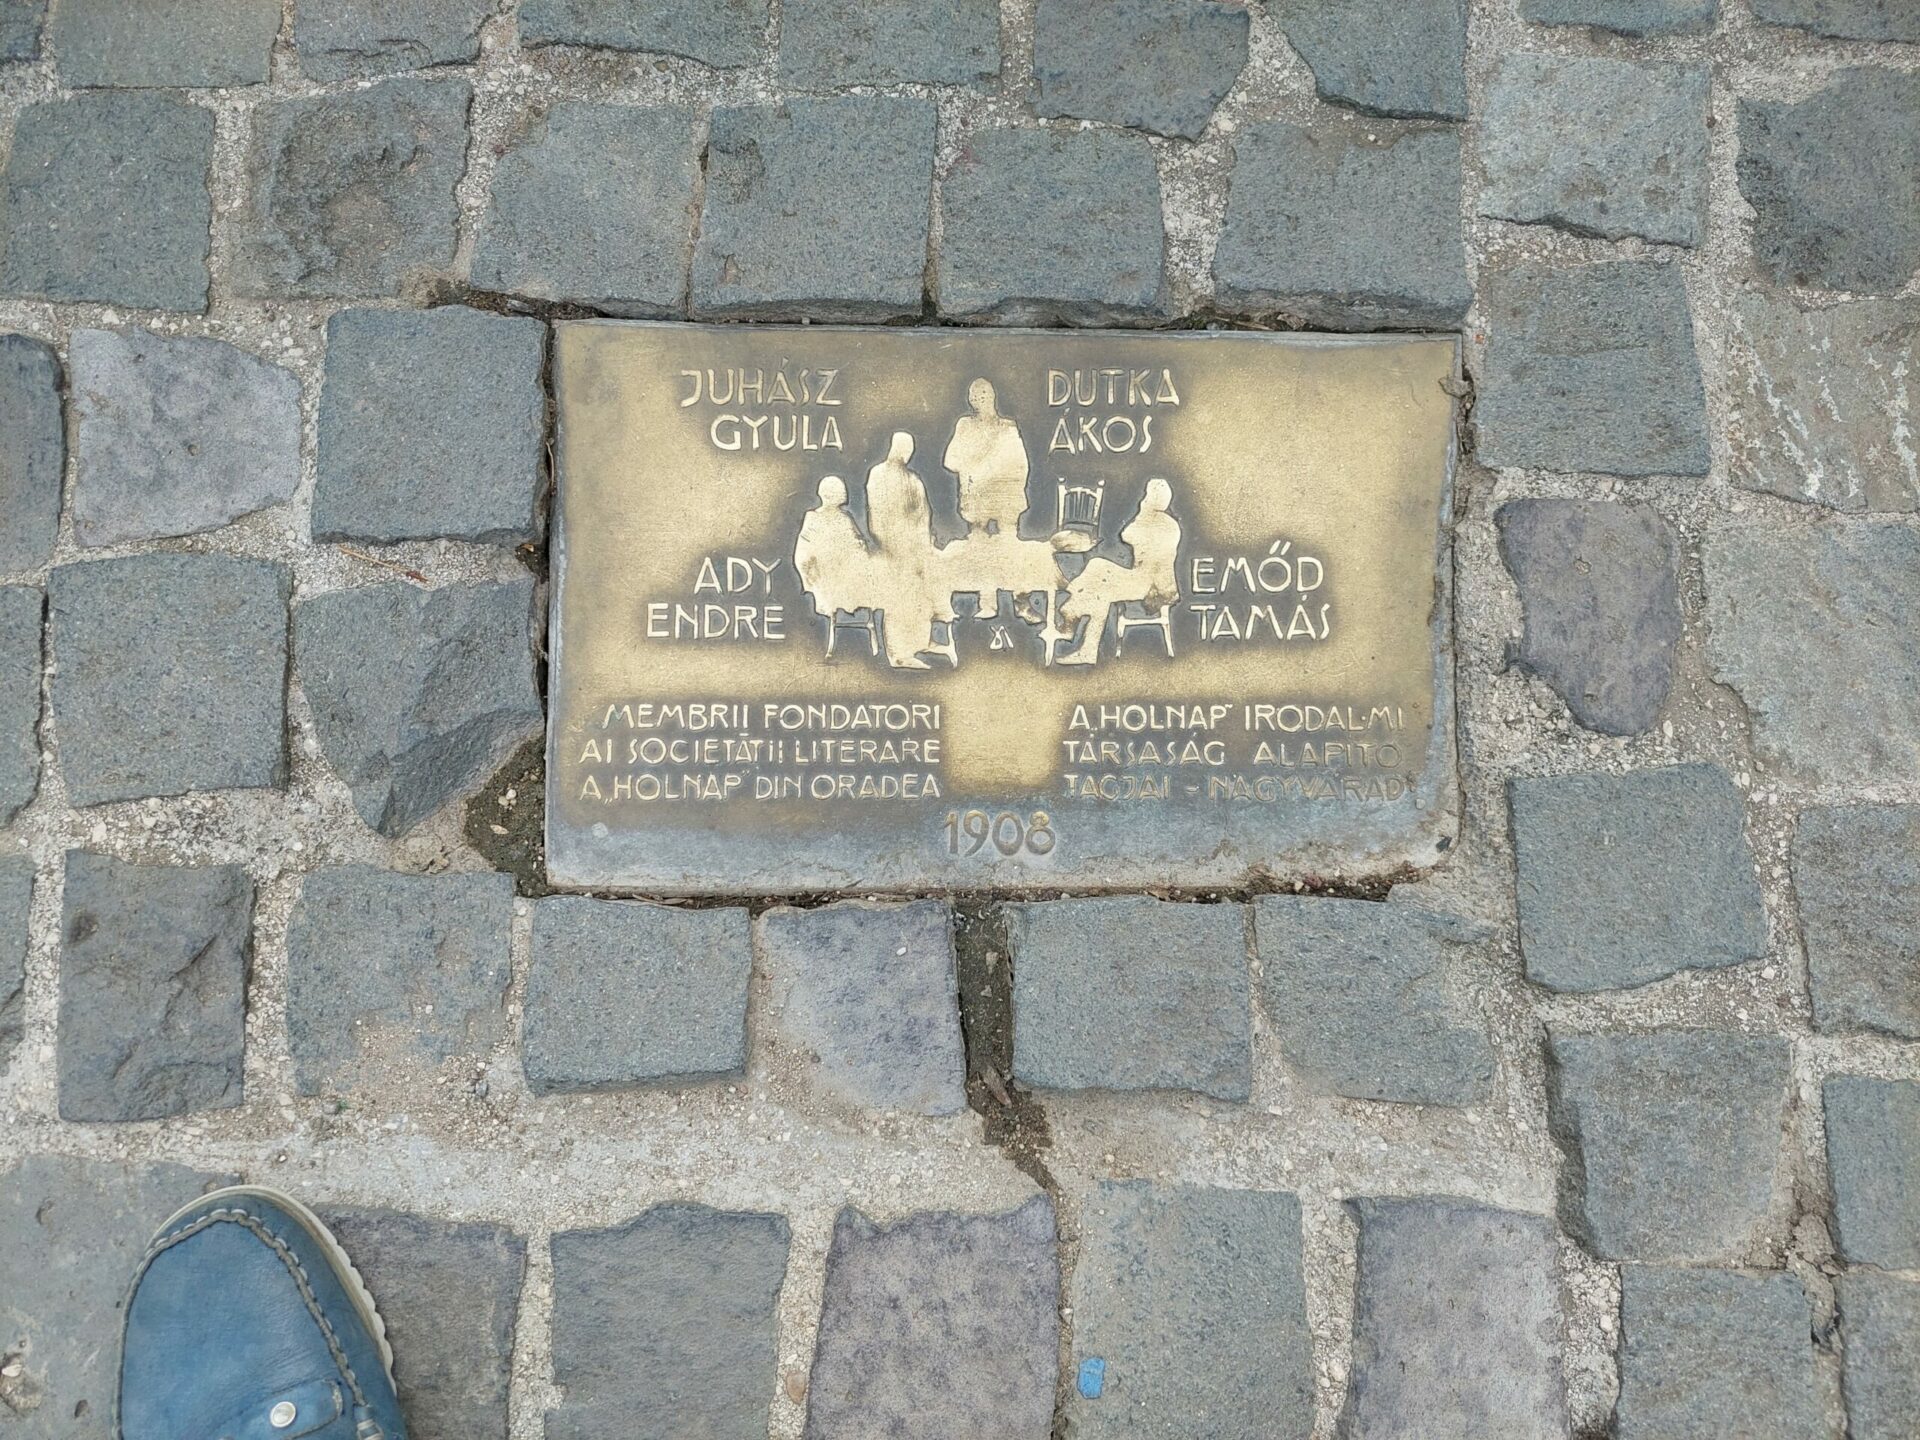 JUHÁSZ
GYULA
DUTKA
ÁKOS
ADY
ENDRE
EMŐD
TAMÁS
MEMBRII FONDATORI
AI SOCIETĂȚII LITERARE
A „HOLNAP” DIN ORADEA
A „HOLNAP” IRODALMI
TÁRSASÁG ALAPÍTÓ
TAGJAI - NAGYVÁRAD
1908